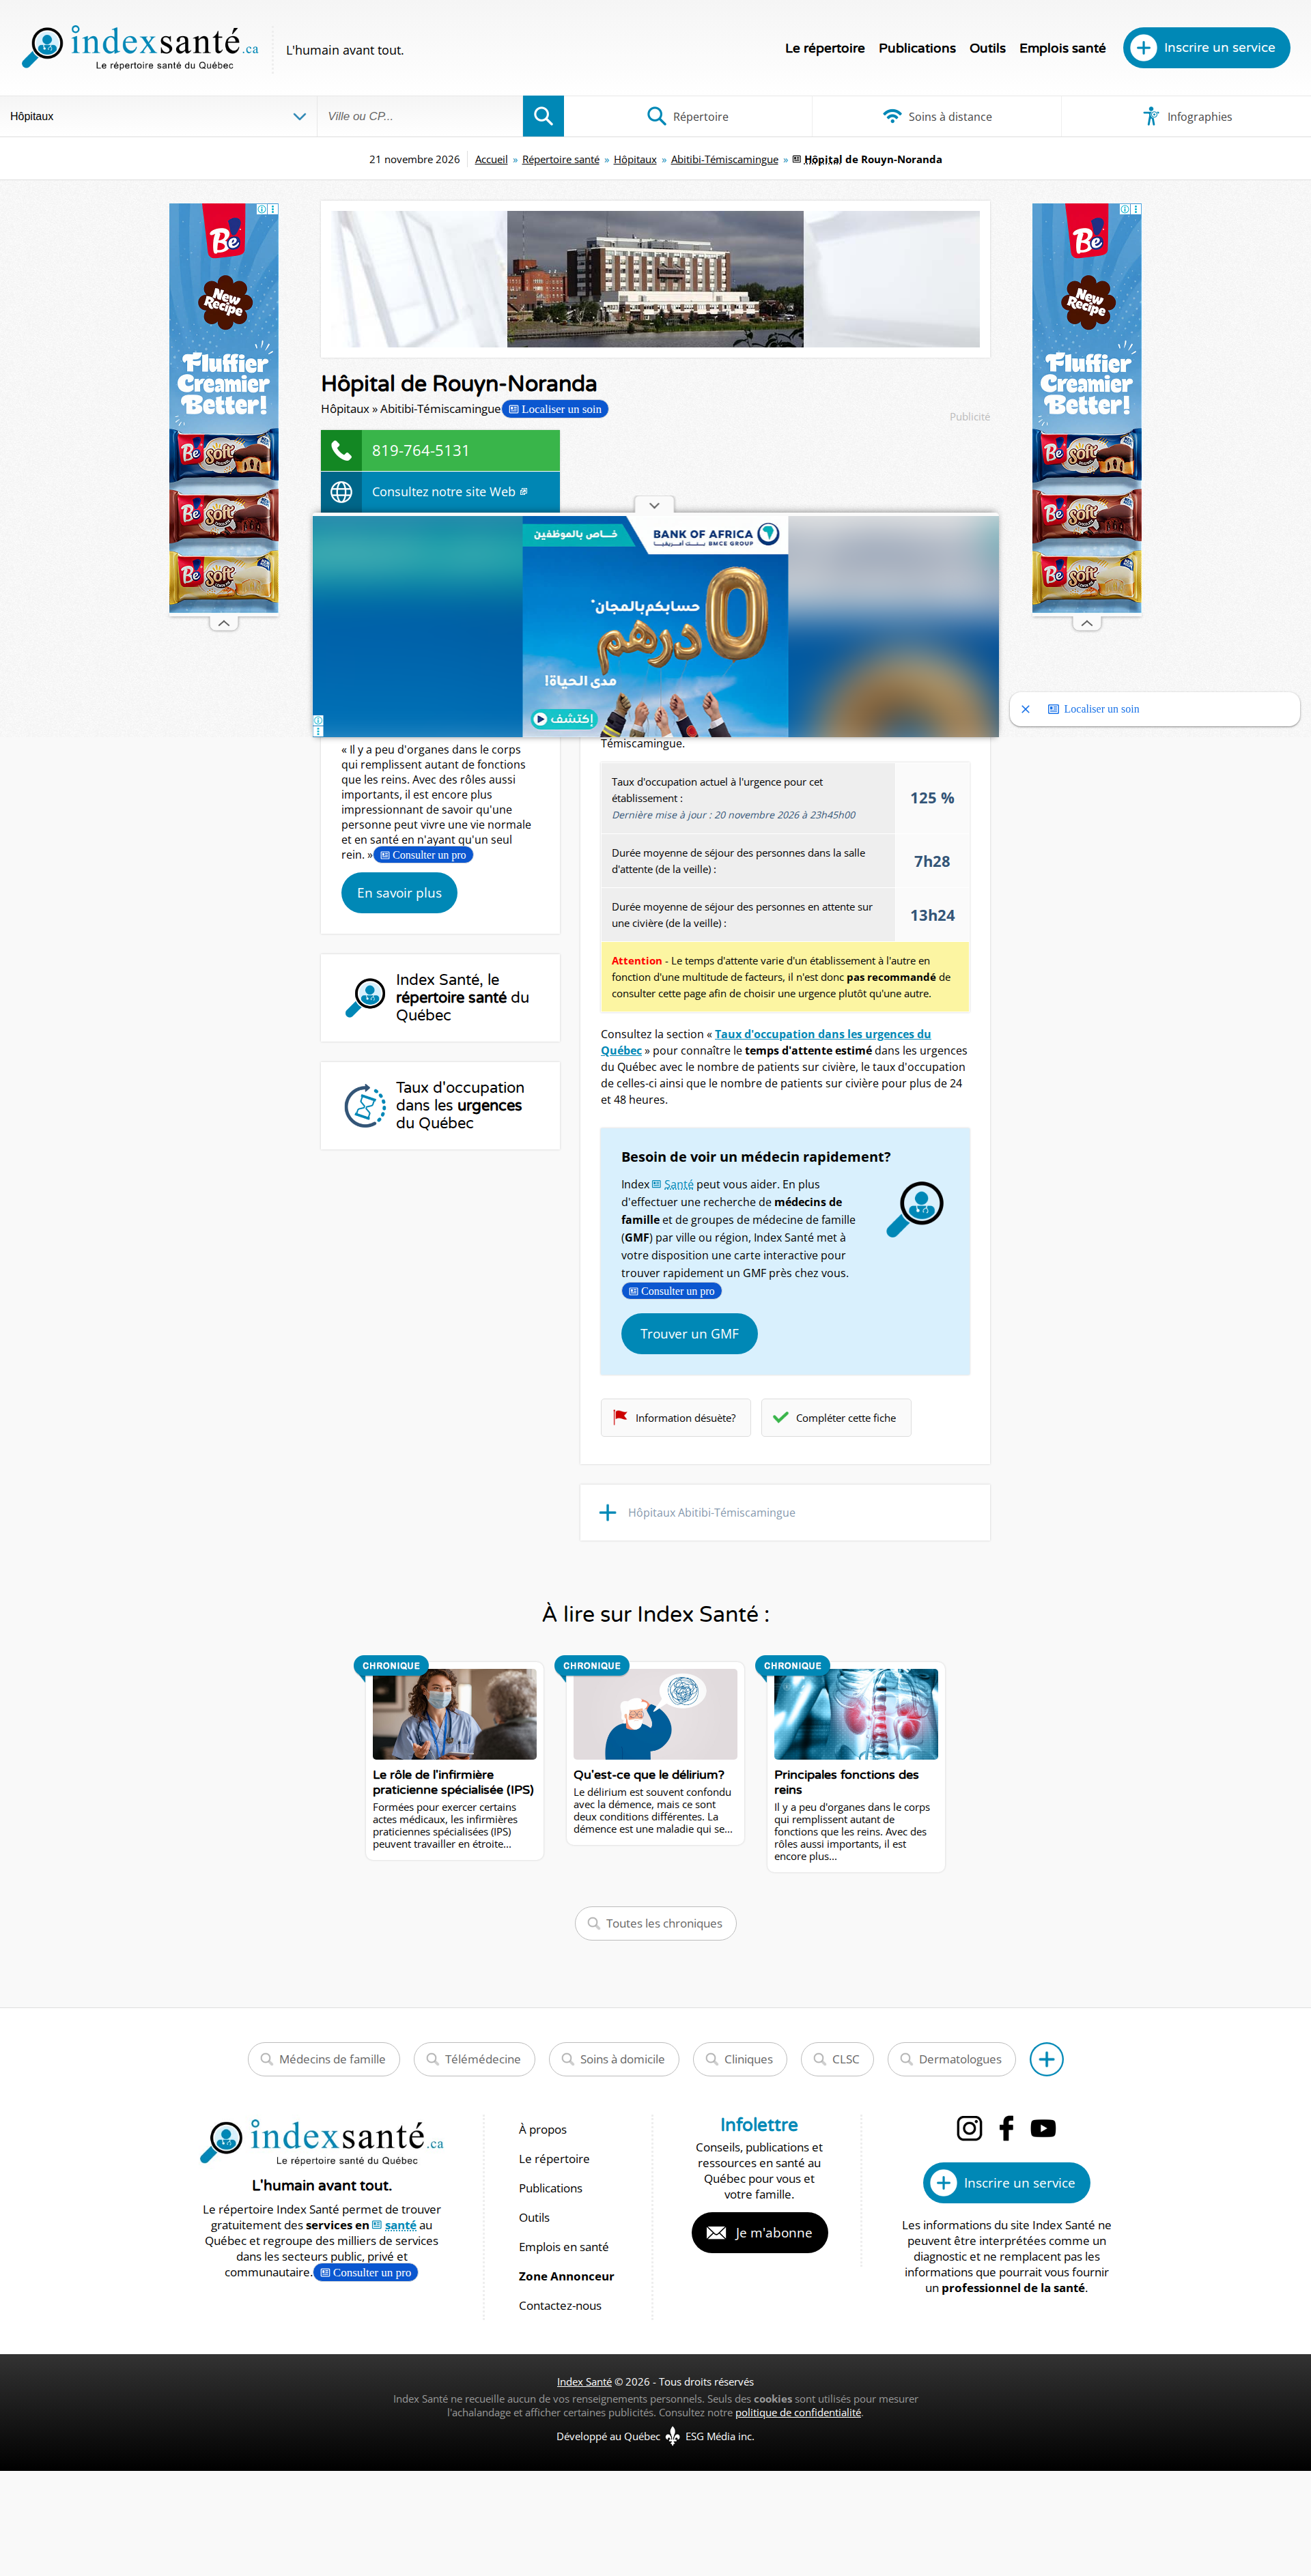 indexsanté.ca
Le répertoire santé du Québec
L'humain avant tout.
Le répertoire
Publications
Outils
Emplois santé
Inscrire un service
Hôpitaux
Ville ou CP...
Répertoire
Soins à distance
Infographies
21 novembre 2026
Accueil » Répertoire santé » Hôpitaux » Abitibi-Témiscamingue » Hôpital de Rouyn-Noranda
Be!
New Recipe
Fluffier
Creamier
Better!
Be! Soft
Be! Soft
Be! Soft
Be!
New Recipe
Fluffier
Creamier
Better!
Be! Soft
Be! Soft
Be! Soft
Hôpital de Rouyn-Noranda
Hôpitaux » Abitibi-Témiscamingue Localiser un soin
Publicité
819-764-5131
Consultez notre site Web
خاص بالموظفين
BANK OF AFRICA
BMCE GROUP بنك أفريقيا
حسابكم بالمجان*
0 درهم
مدى الحياة!
إكتشف
Localiser un soin
« Il y a peu d'organes dans le corps
qui remplissent autant de fonctions
que les reins. Avec des rôles aussi
importants, il est encore plus
impressionnant de savoir qu'une
personne peut vivre une vie normale
et en santé en n'ayant qu'un seul
rein. » Consulter un pro
En savoir plus
Index Santé, le
répertoire santé du
Québec
Taux d'occupation
dans les urgences
du Québec
Témiscamingue.
Taux d'occupation actuel à l'urgence pour cet
établissement :
Dernière mise à jour : 20 novembre 2026 à 23h45h00
125 %
Durée moyenne de séjour des personnes dans la salle
d'attente (de la veille) :
7h28
Durée moyenne de séjour des personnes en attente sur
une civière (de la veille) :
13h24
Attention - Le temps d'attente varie d'un établissement à l'autre en
fonction d'une multitude de facteurs, il n'est donc pas recommandé de
consulter cette page afin de choisir une urgence plutôt qu'une autre.
Consultez la section « Taux d'occupation dans les urgences du
Québec » pour connaître le temps d'attente estimé dans les urgences
du Québec avec le nombre de patients sur civière, le taux d'occupation
de celles-ci ainsi que le nombre de patients sur civière pour plus de 24
et 48 heures.
Besoin de voir un médecin rapidement?
Index Santé peut vous aider. En plus
d'effectuer une recherche de médecins de
famille et de groupes de médecine de famille
(GMF) par ville ou région, Index Santé met à
votre disposition une carte interactive pour
trouver rapidement un GMF près chez vous.
Consulter un pro
Trouver un GMF
Information désuète?
Compléter cette fiche
Hôpitaux Abitibi-Témiscamingue
À lire sur Index Santé :
CHRONIQUE
Le rôle de l'infirmière
praticienne spécialisée (IPS)
Formées pour exercer certains
actes médicaux, les infirmières
praticiennes spécialisées (IPS)
peuvent travailler en étroite...
CHRONIQUE
Qu'est-ce que le délirium?
Le délirium est souvent confondu
avec la démence, mais ce sont
deux conditions différentes. La
démence est une maladie qui se...
CHRONIQUE
Principales fonctions des
reins
Il y a peu d'organes dans le corps
qui remplissent autant de
fonctions que les reins. Avec des
rôles aussi importants, il est
encore plus...
Toutes les chroniques
Médecins de famille
Télémédecine
Soins à domicile
Cliniques
CLSC
Dermatologues
indexsanté.ca
Le répertoire santé du Québec
L'humain avant tout.
Le répertoire Index Santé permet de trouver
gratuitement des services en santé au
Québec et regroupe des milliers de services
dans les secteurs public, privé et
communautaire. Consulter un pro
À propos
Le répertoire
Publications
Outils
Emplois en santé
Zone Annonceur
Contactez-nous
Infolettre
Conseils, publications et
ressources en santé au
Québec pour vous et
votre famille.
Je m'abonne
Inscrire un service
Les informations du site Index Santé ne
peuvent être interprétées comme un
diagnostic et ne remplacent pas les
informations que pourrait vous fournir
un professionnel de la santé.
Index Santé © 2026 - Tous droits réservés
Index Santé ne recueille aucun de vos renseignements personnels. Seuls des cookies sont utilisés pour mesurer
l'achalandage et afficher certaines publicités. Consultez notre politique de confidentialité.
Développé au Québec ESG Média inc.